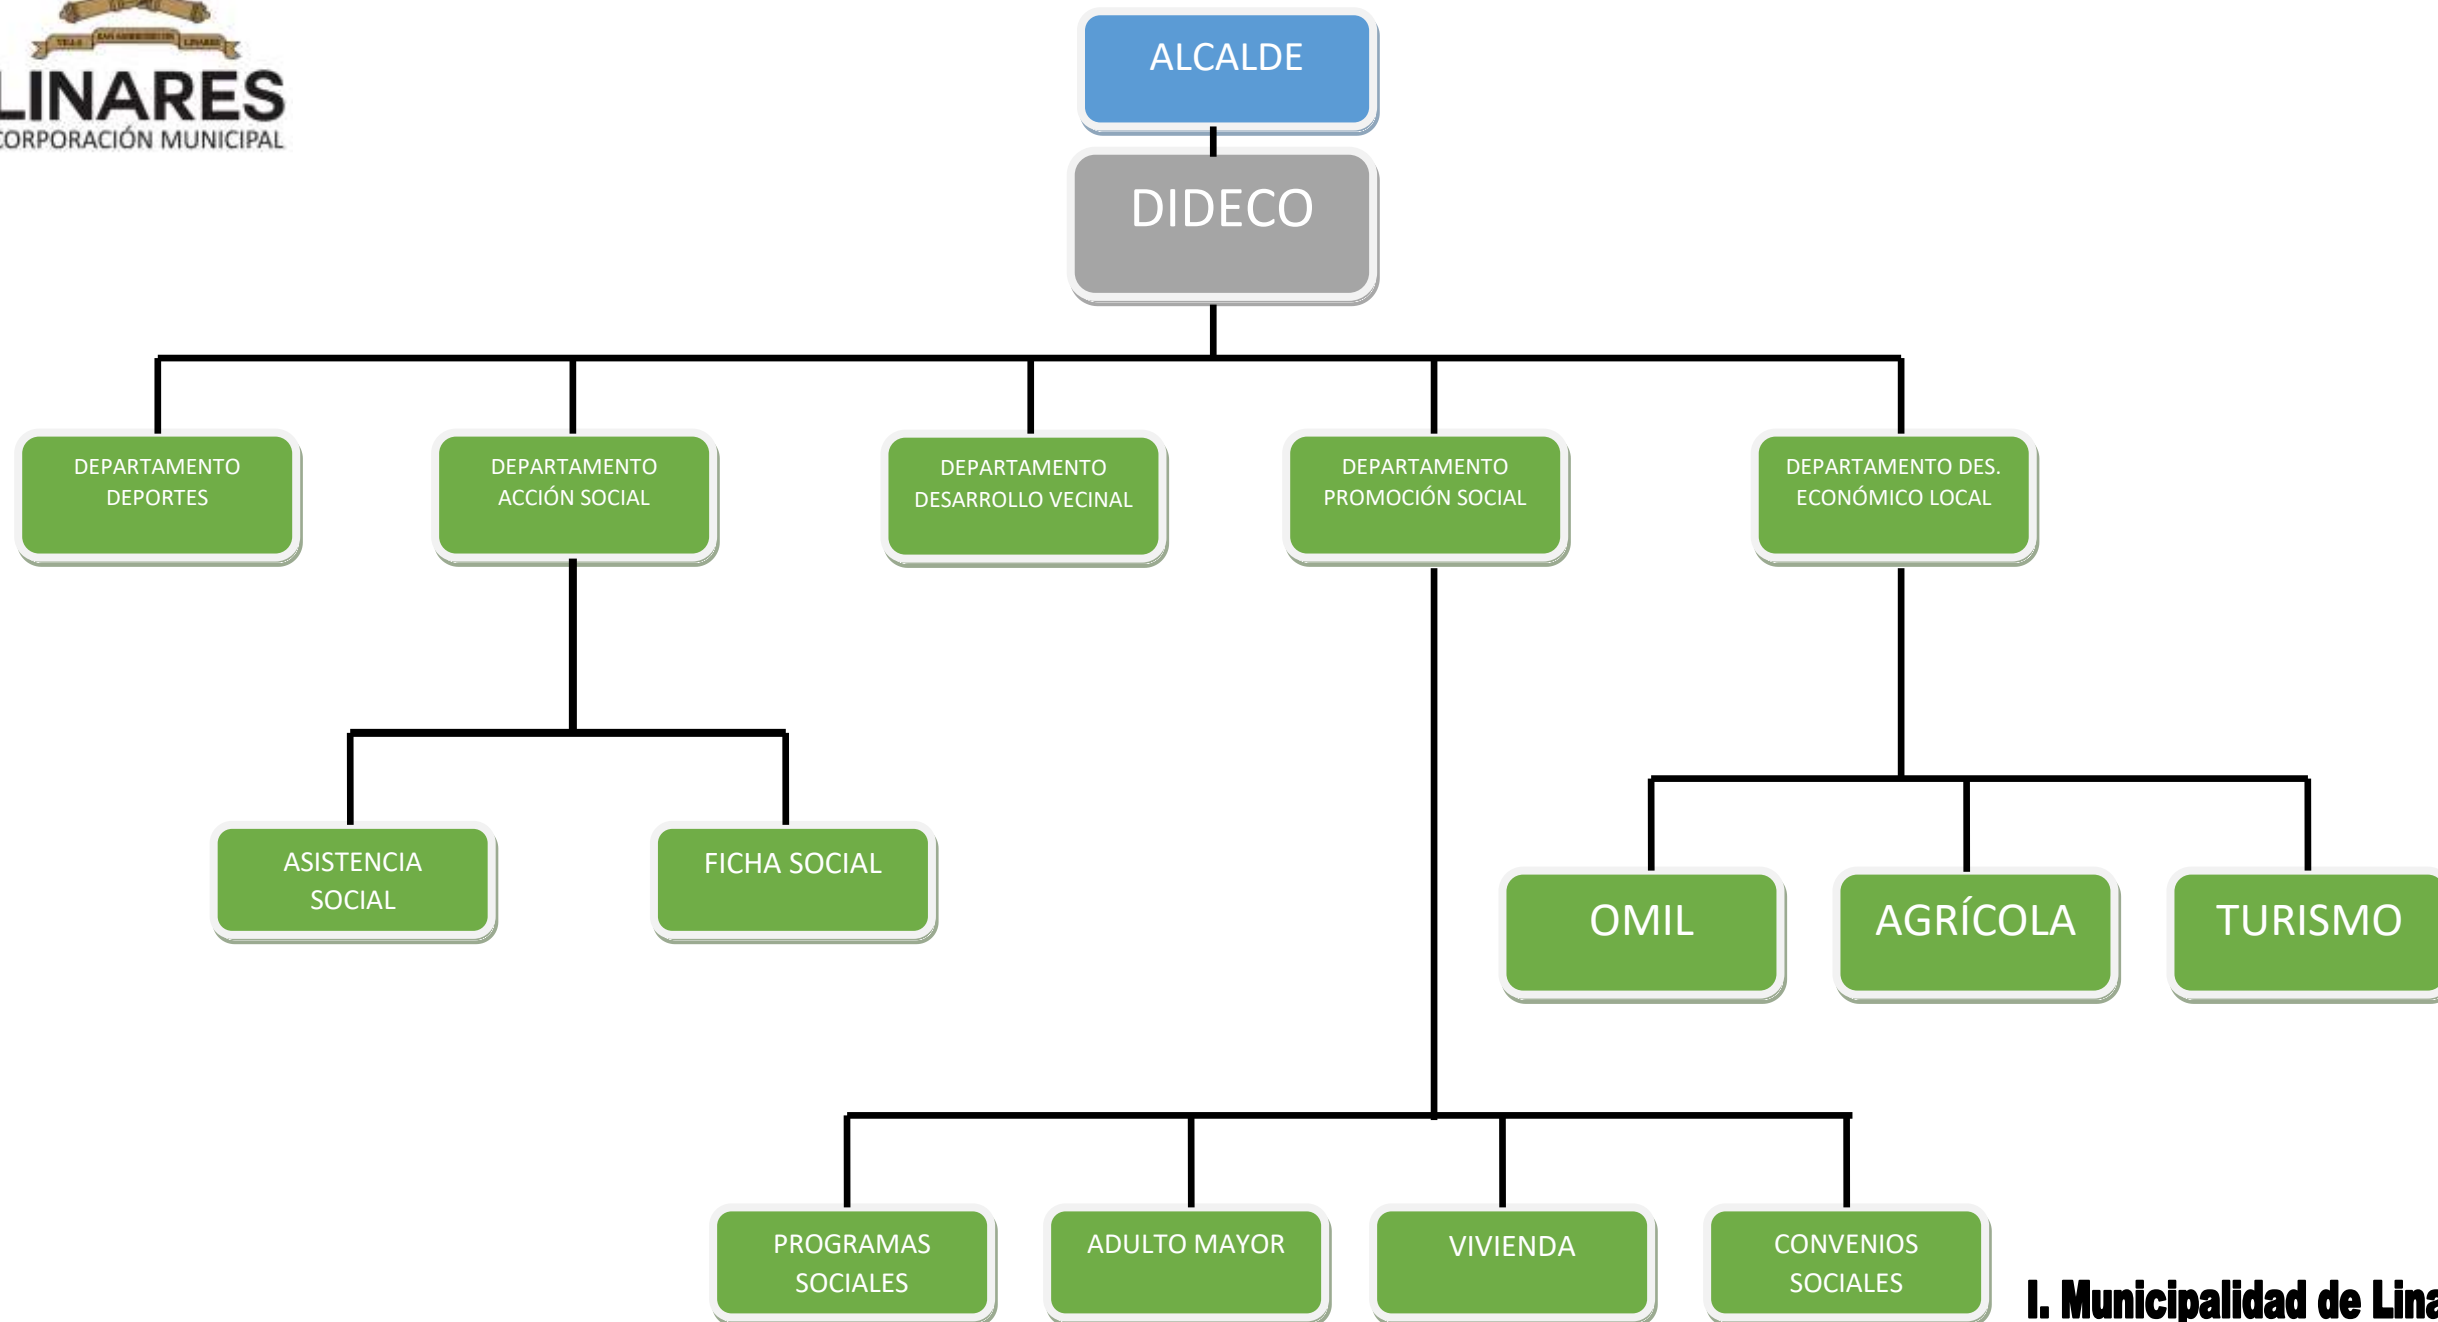 LINARES
CORPORACIÓN MUNICIPAL
ALCALDE
DIDECO
DEPARTAMENTO
DEPORTES
DEPARTAMENTO
ACCIÓN SOCIAL
DEPARTAMENTO
DESARROLLO VECINAL
DEPARTAMENTO
PROMOCIÓN SOCIAL
DEPARTAMENTO DES.
ECONÓMICO LOCAL
ASISTENCIA
SOCIAL
FICHA SOCIAL
OMIL
AGRÍCOLA
TURISMO
PROGRAMAS
SOCIALES
ADULTO MAYOR
VIVIENDA
CONVENIOS
SOCIALES
I. Municipalidad de Lina